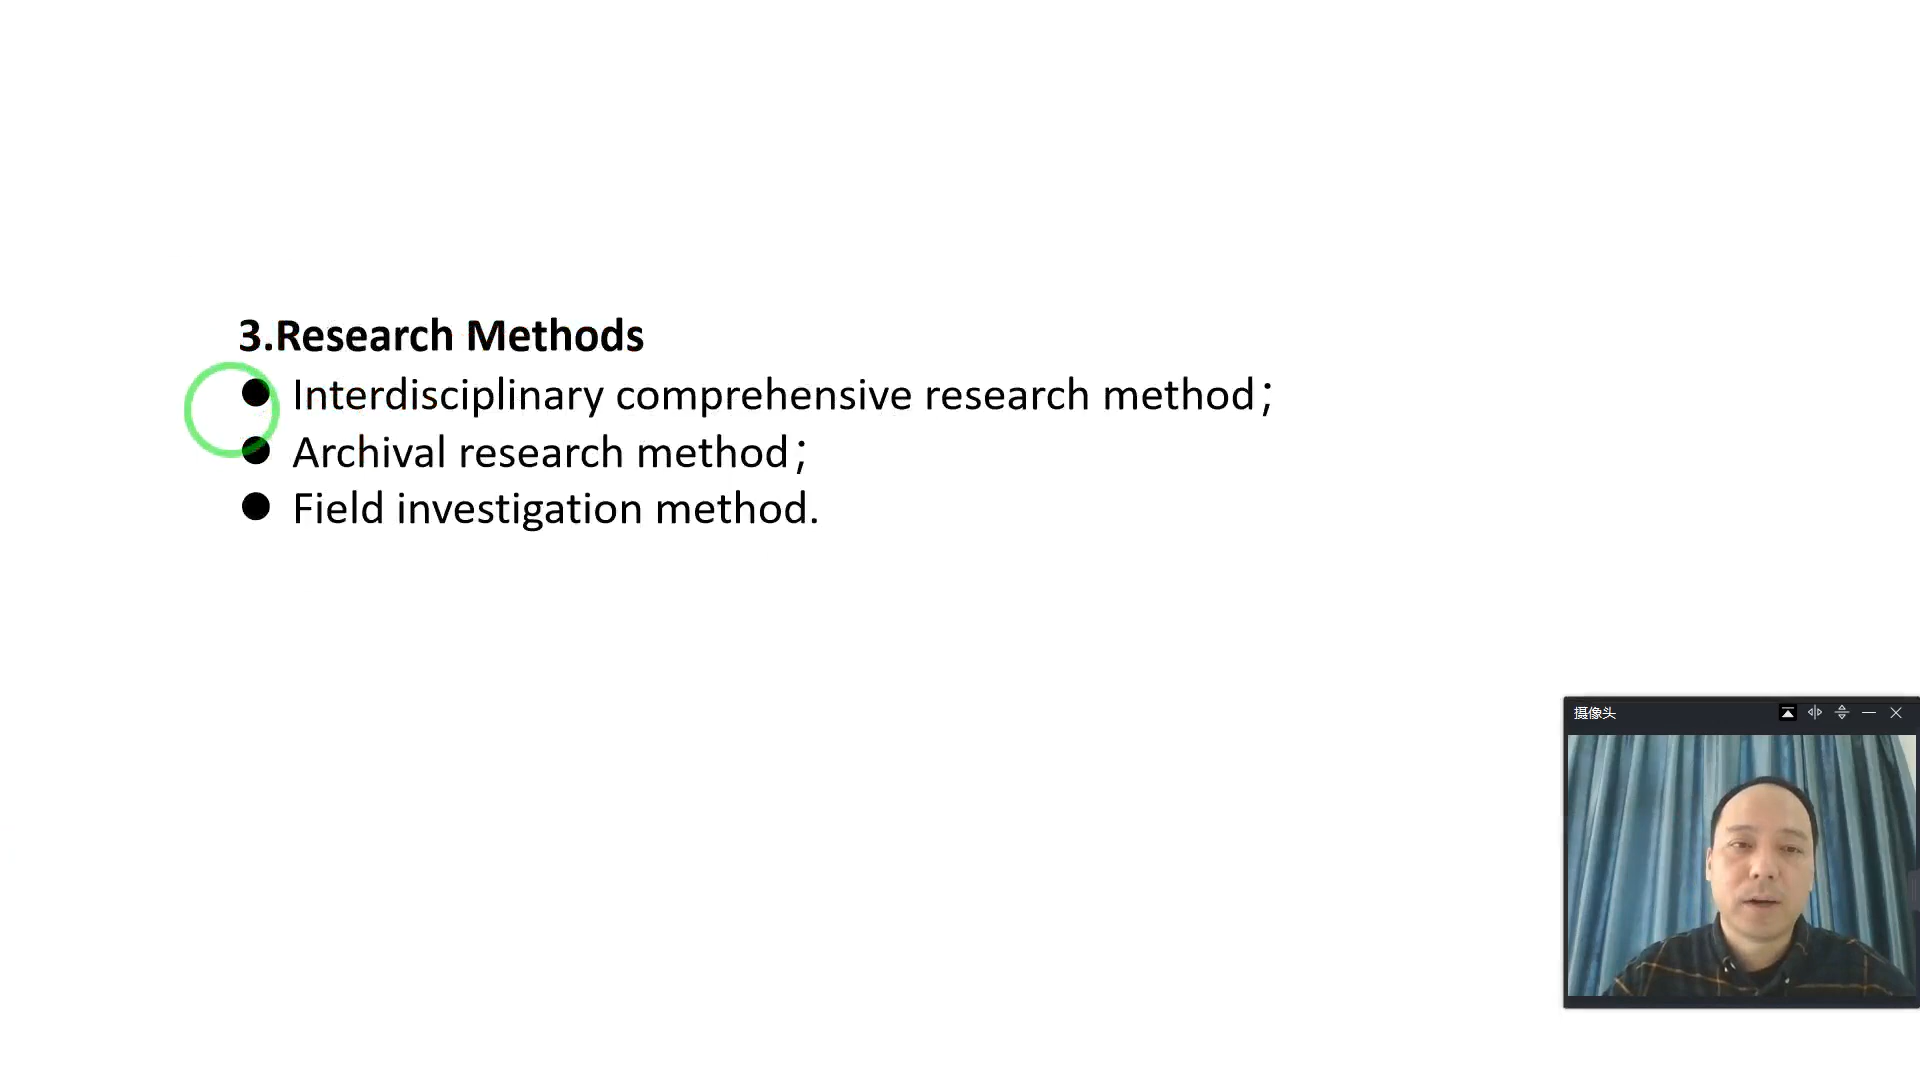 3.Research Methods
● Interdisciplinary comprehensive research method；
● Archival research method；
● Field investigation method.
摄像头